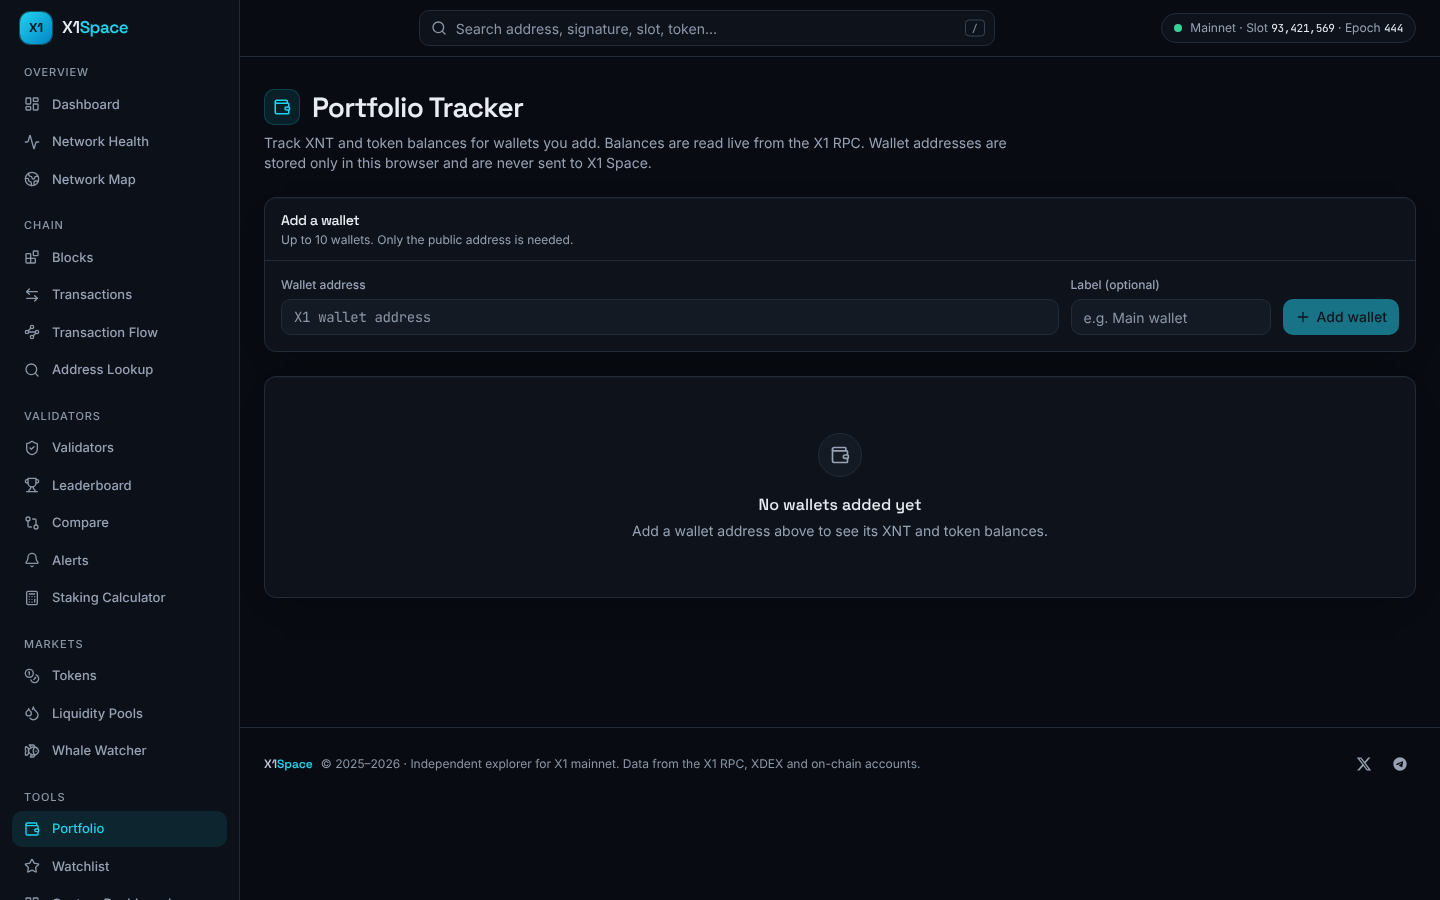 X1 X1Space
Search address, signature, slot, token...
/
Mainnet · Slot 93,421,569 · Epoch 444
OVERVIEW
Dashboard
Network Health
Network Map
CHAIN
Blocks
Transactions
Transaction Flow
Address Lookup
VALIDATORS
Validators
Leaderboard
Compare
Alerts
Staking Calculator
MARKETS
Tokens
Liquidity Pools
Whale Watcher
TOOLS
Portfolio
Watchlist
Portfolio Tracker
Track XNT and token balances for wallets you add. Balances are read live from the X1 RPC. Wallet addresses are
stored only in this browser and are never sent to X1 Space.
Add a wallet
Up to 10 wallets. Only the public address is needed.
Wallet address
Label (optional)
X1 wallet address
e.g. Main wallet
+ Add wallet
No wallets added yet
Add a wallet address above to see its XNT and token balances.
X1Space © 2025–2026 · Independent explorer for X1 mainnet. Data from the X1 RPC, XDEX and on-chain accounts.